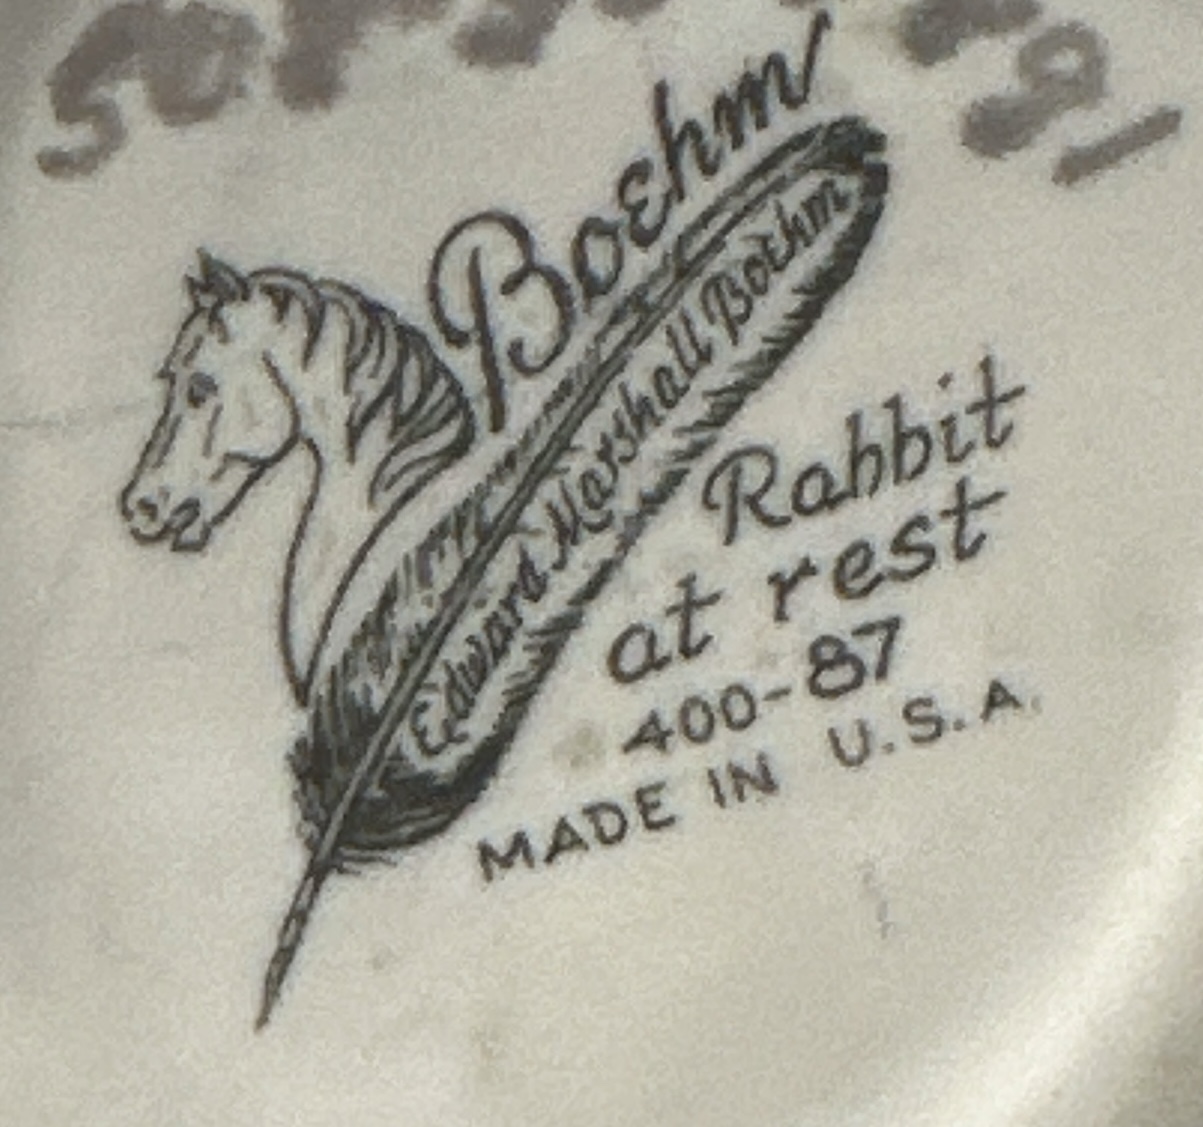 Boehm
Edward Marshall Boehm
Rabbit
at rest
400-87
MADE IN U.S.A.